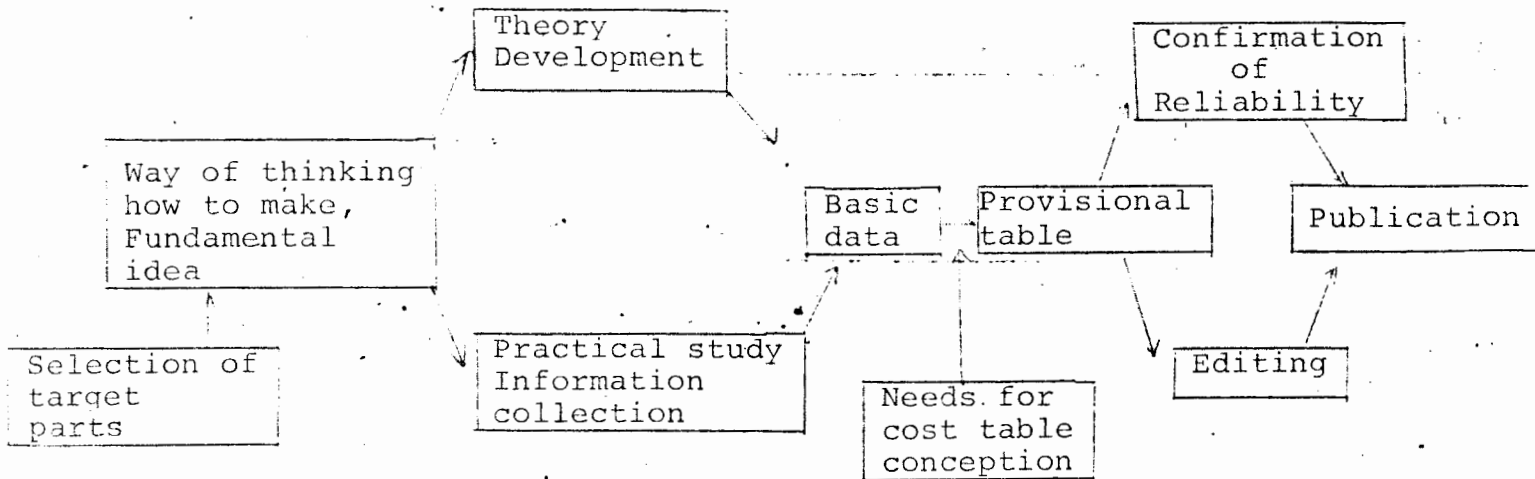 Theory
Development
Confirmation
of
Reliability
Way of thinking
how to make,
Fundamental
idea
Basic
data
Provisional
table
Publication
Selection of
target
parts
Practical study
Information
collection
Needs for
cost table
conception
Editing